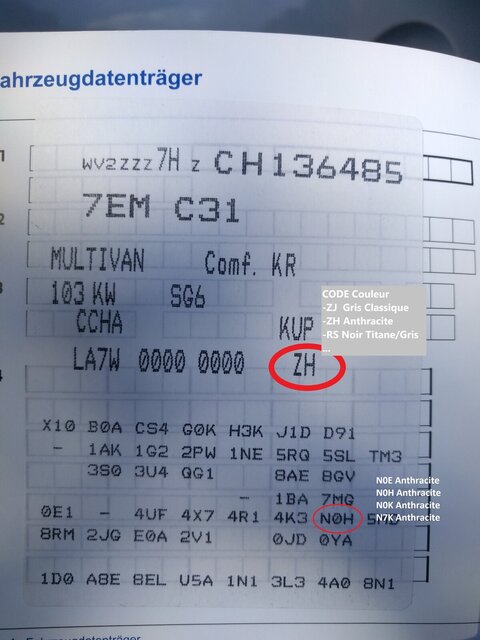 ahrzeugdatenträger
WV2ZZZ7HZCH136485
7EM C31
MULTIVAN Comf. KR
103 KW SG6
CCHA KUP
LA7W 0000 0000 ZH
CODE Couleur
-ZJ Gris Classique
-ZH Anthracite
-RS Noir Titane/Gris
...
X10 B0A CS4 G0K H3K J1D D91
- 1AK 1G2 2PW 1NE 5RQ 5SL TM3
3S0 3U4 QG1 8AE 8GV
- 1BA 7MG
0E1 - 4UF 4X7 4R1 4K3 N0H
8RM 2JG E0A 2V1 0JD 0YA
1D0 A8E 8EL U5A 1N1 3L3 4A0 8N1
N0E Anthracite
N0H Anthracite
N0K Anthracite
N7K Anthracite